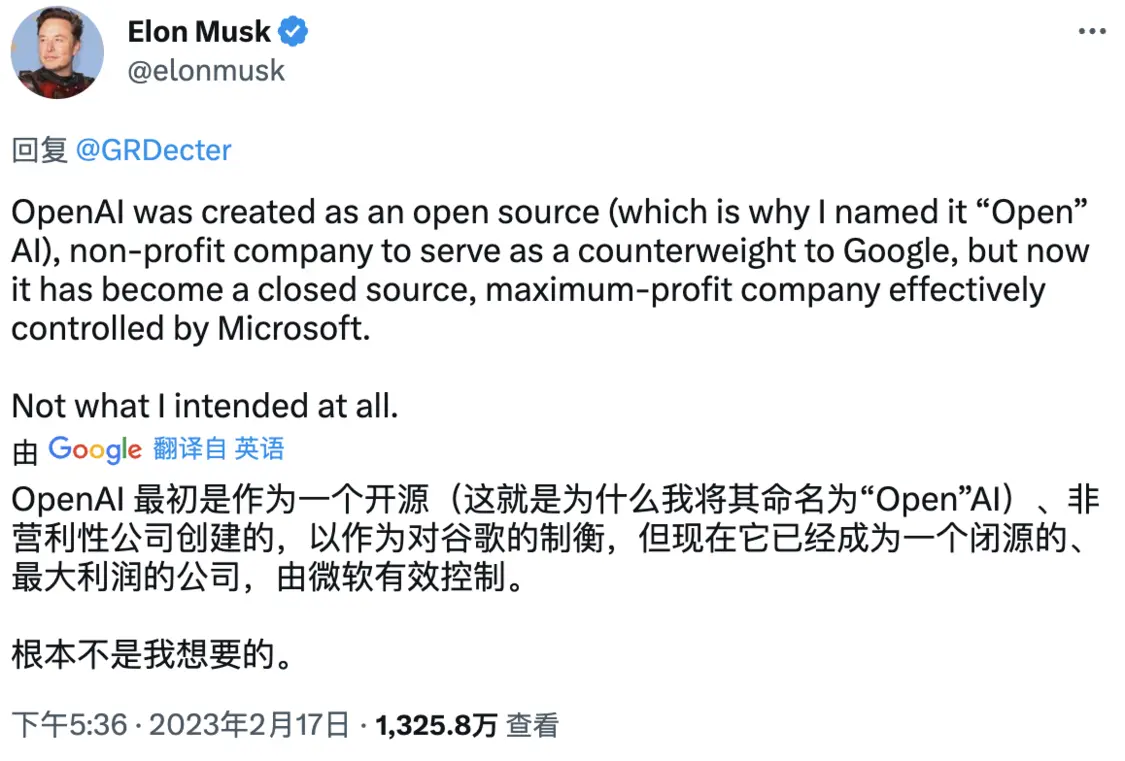 Elon Musk
@elonmusk
回复 @GRDecter
OpenAI was created as an open source (which is why I named it “Open”
AI), non-profit company to serve as a counterweight to Google, but now
it has become a closed source, maximum-profit company effectively
controlled by Microsoft.
Not what I intended at all.
由 Google 翻译自 英语
OpenAI 最初是作为一个开源（这就是为什么我将其命名为“Open”AI）、非
营利性公司创建的，以作为对谷歌的制衡，但现在它已经成为一个闭源的、
最大利润的公司，由微软有效控制。
根本不是我想要的。
下午5:36 · 2023年2月17日 · 1,325.8万 查看